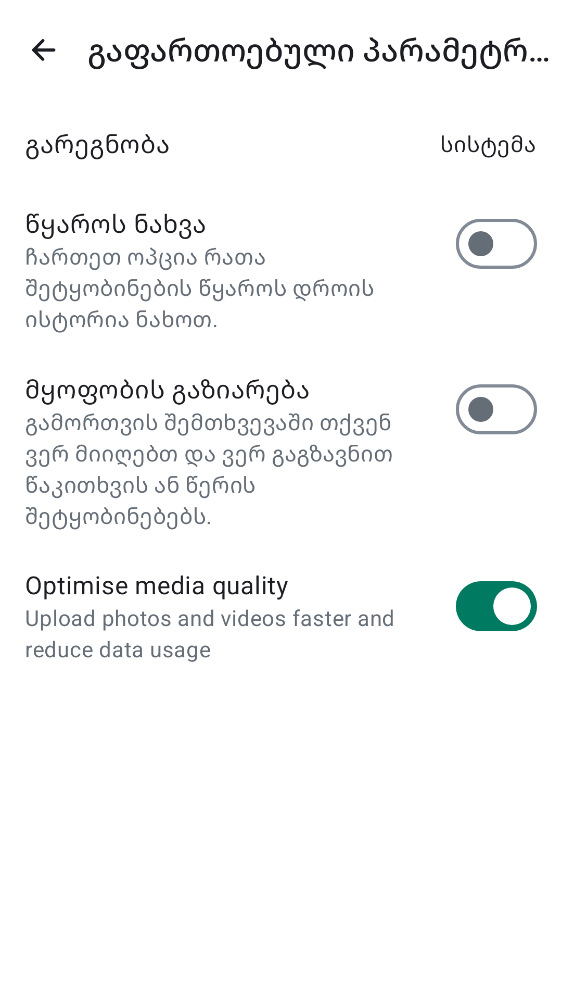 გაფართოებული პარამეტრ...
გარეგნობა სისტემა
წყაროს ნახვა
ჩართეთ ოპცია რათა
შეტყობინების წყაროს დროის
ისტორია ნახოთ.
მყოფობის გაზიარება
გამორთვის შემთხვევაში თქვენ
ვერ მიიღებთ და ვერ გაგზავნით
წაკითხვის ან წერის
შეტყობინებებს.
Optimise media quality
Upload photos and videos faster and
reduce data usage